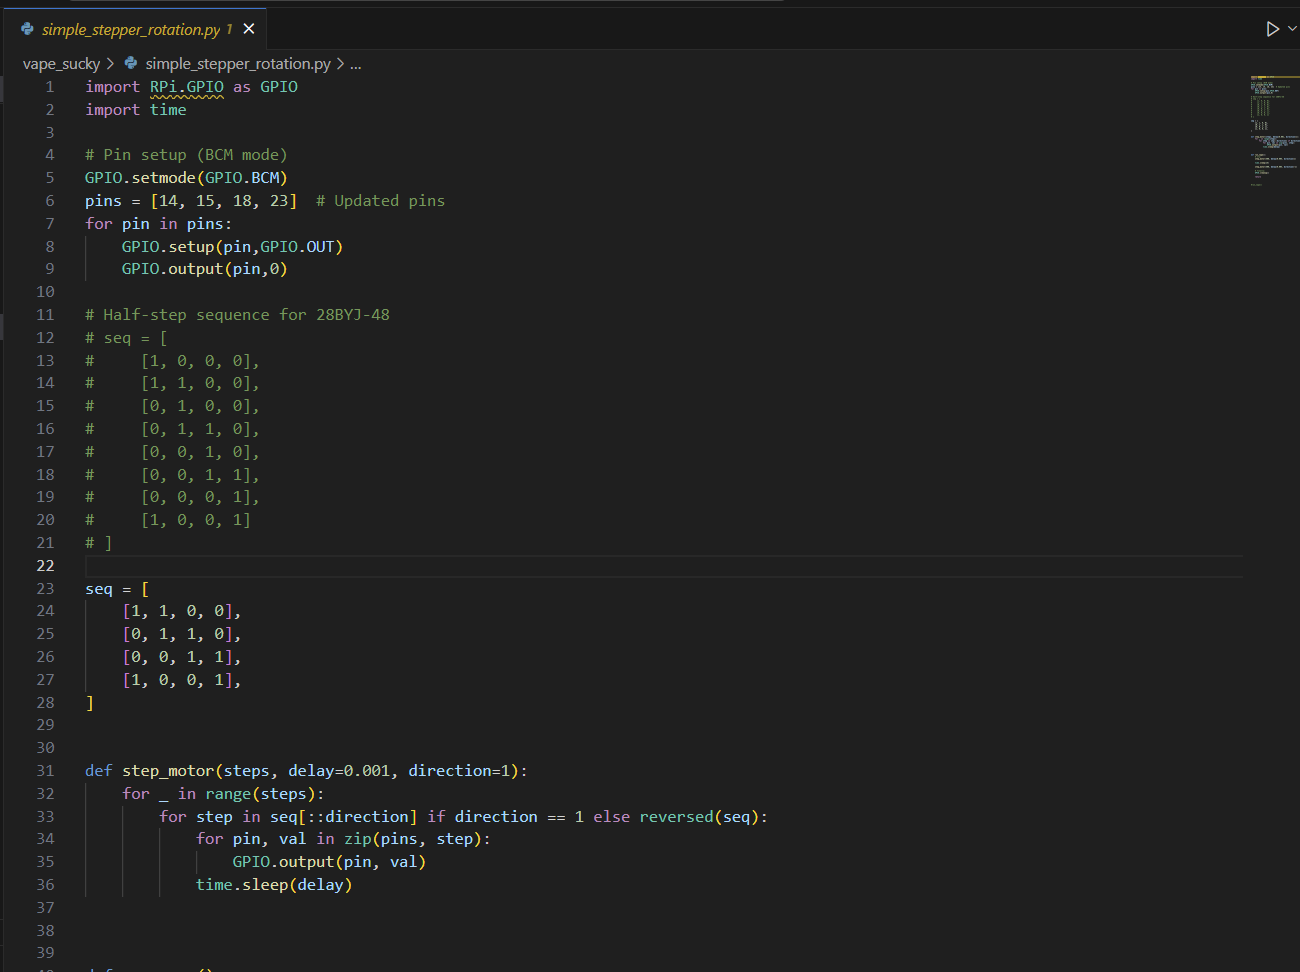 simple_stepper_rotation.py 1
vape_sucky > simple_stepper_rotation.py > ...
1 import RPi.GPIO as GPIO
2 import time
3
4 # Pin setup (BCM mode)
5 GPIO.setmode(GPIO.BCM)
6 pins = [14, 15, 18, 23]  # Updated pins
7 for pin in pins:
8     GPIO.setup(pin,GPIO.OUT)
9     GPIO.output(pin,0)
10
11 # Half-step sequence for 28BYJ-48
12 # seq = [
13 #     [1, 0, 0, 0],
14 #     [1, 1, 0, 0],
15 #     [0, 1, 0, 0],
16 #     [0, 1, 1, 0],
17 #     [0, 0, 1, 0],
18 #     [0, 0, 1, 1],
19 #     [0, 0, 0, 1],
20 #     [1, 0, 0, 1]
21 # ]
22
23 seq = [
24     [1, 1, 0, 0],
25     [0, 1, 1, 0],
26     [0, 0, 1, 1],
27     [1, 0, 0, 1],
28 ]
29
30
31 def step_motor(steps, delay=0.001, direction=1):
32     for _ in range(steps):
33         for step in seq[::direction] if direction == 1 else reversed(seq):
34             for pin, val in zip(pins, step):
35                 GPIO.output(pin, val)
36             time.sleep(delay)
37
38
39